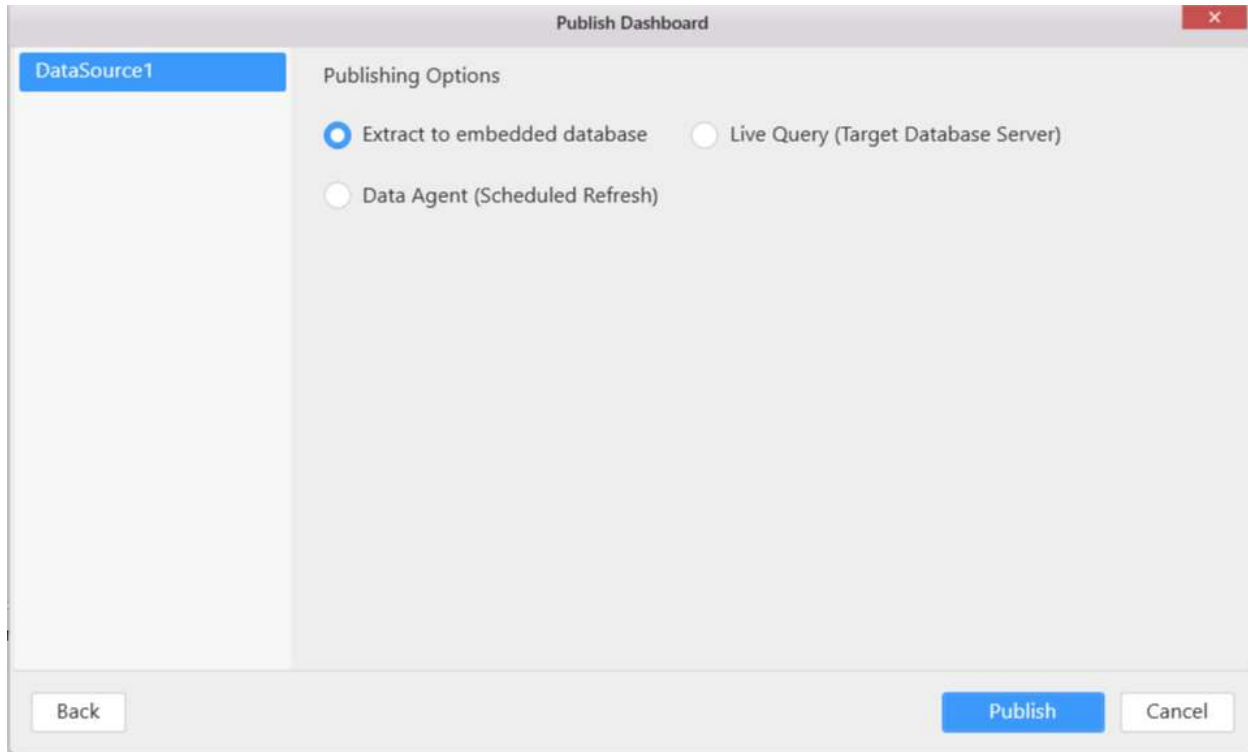 Publish Dashboard
DataSource1
Publishing Options
Extract to embedded database
Live Query (Target Database Server)
Data Agent (Scheduled Refresh)
Back
Publish
Cancel